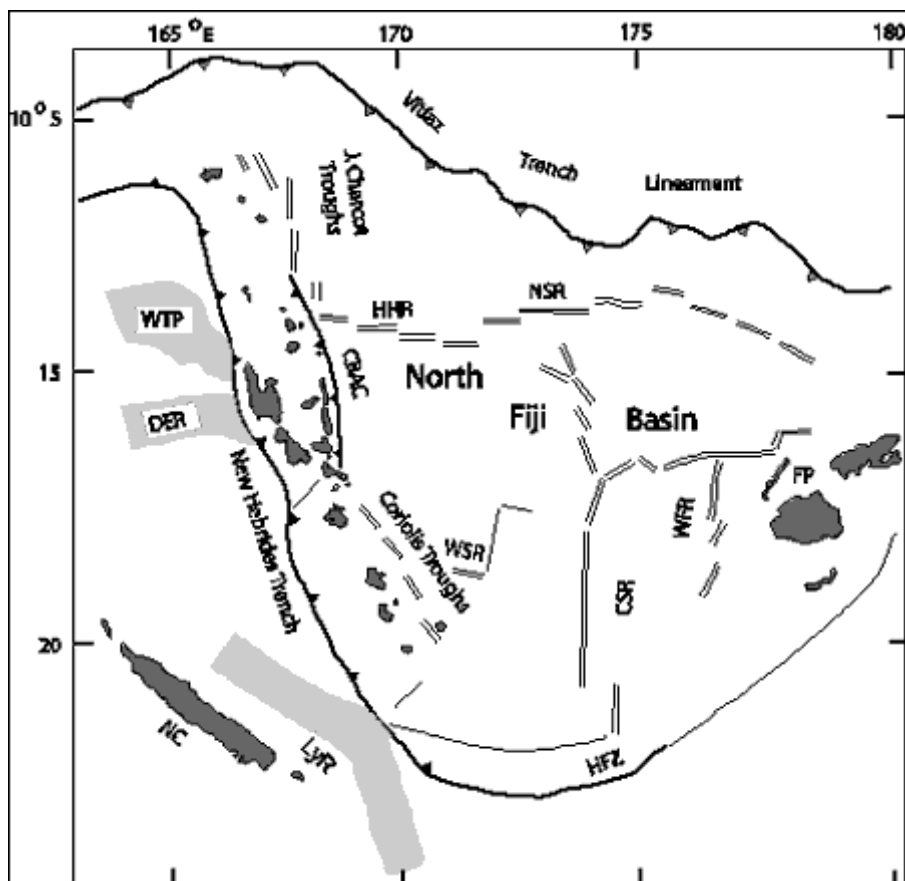 165 °E
170
175
180
10° S
Vitiaz
Trench
Lineament
J. Charcot
Troughs
WTP
HHR
NSR
15
CBAC
North
Fiji
Basin
DER
New Hebrides Trench
Coriolis Troughs
WSR
WFR
FP
CSR
20
NC
LyR
HFZ